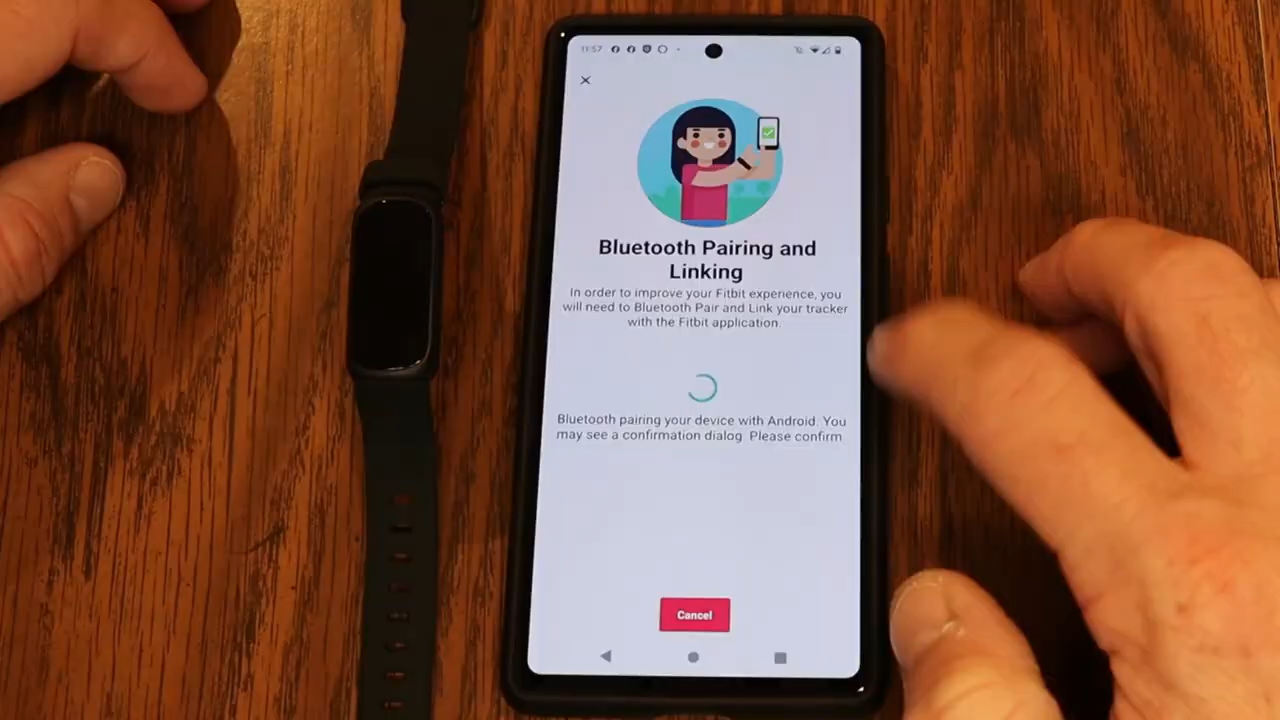 11:57
Bluetooth Pairing and
Linking
In order to improve your Fitbit experience, you
will need to Bluetooth Pair and Link your tracker
with the Fitbit application.
Bluetooth pairing your device with Android. You
may see a confirmation dialog. Please confirm
Cancel